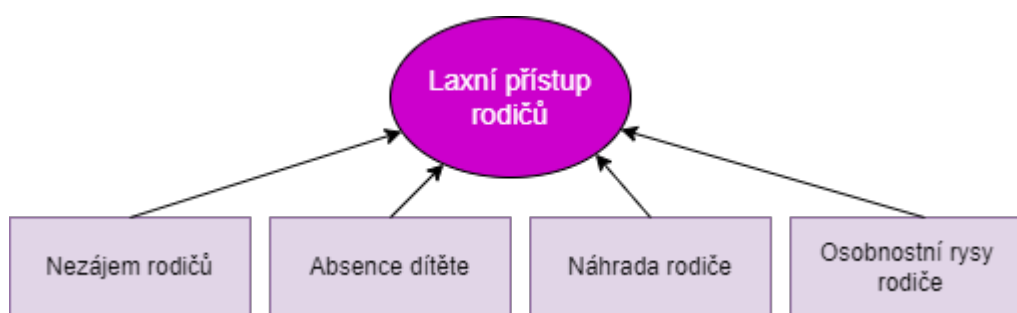 Laxní přístup
rodičů
Nezájem rodičů
Absence dítěte
Náhrada rodiče
Osobnostní rysy
rodiče